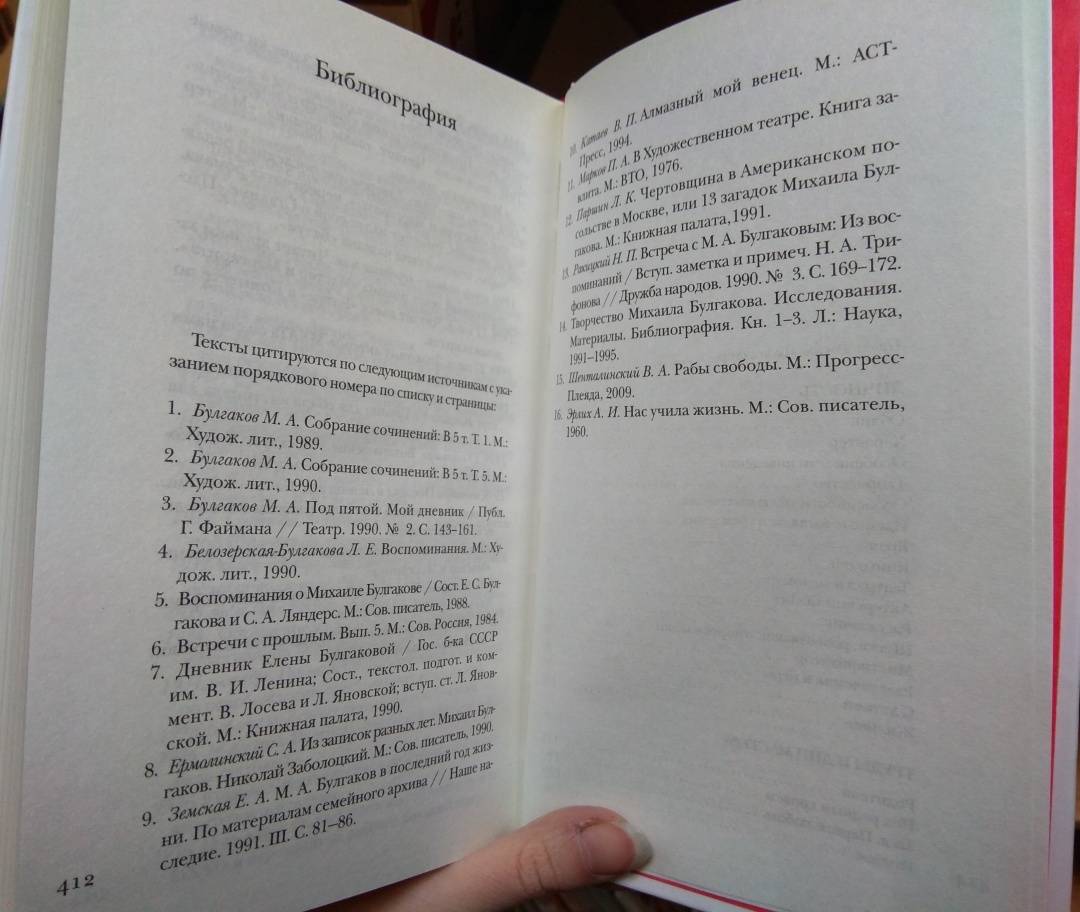 Библиография
Тексты цитируются по следующим источникам с ука-
занием порядкового номера по списку и страницы:
1. Булгаков М. А. Собрание сочинений: В 5 т. Т. 1. М.:
Худож. лит., 1989.
2. Булгаков М. А. Собрание сочинений: В 5 т. Т. 5. М.:
Худож. лит., 1990.
3. Булгаков М. А. Под пятой. Мой дневник / Публ.
Г. Файмана // Театр. 1990. № 2. С. 143–161.
4. Белозерская-Булгакова Л. Е. Воспоминания. М.: Ху-
дож. лит., 1990.
5. Воспоминания о Михаиле Булгакове / Сост. Е. С. Бул-
гакова и С. А. Ляндерс. М.: Сов. писатель, 1988.
6. Встречи с прошлым. Вып. 5. М.: Сов. Россия, 1984.
7. Дневник Елены Булгаковой / Гос. б-ка СССР
им. В. И. Ленина; Сост., текстол. подгот. и ком-
мент. В. Лосева и Л. Яновской; вступ. ст. Л. Янов-
ской. М.: Книжная палата, 1990.
8. Ермолинский С. А. Из записок разных лет. Михаил Бул-
гаков. Николай Заболоцкий. М.: Сов. писатель, 1990.
9. Земская Е. А. М. А. Булгаков в последний год жиз-
ни. По материалам семейного архива // Наше на-
следие. 1991. III. С. 81–86.
412
10. Катаев В. П. Алмазный мой венец. М.: АСТ-
Пресс, 1994.
11. Марков П. А. В Художественном театре. Книга за-
влита. М.: ВТО, 1976.
12. Паршин Л. К. Чертовщина в Американском по-
сольстве в Москве, или 13 загадок Михаила Бул-
гакова. М.: Книжная палата, 1991.
13. Ракицкий Н. П. Встреча с М. А. Булгаковым: Из вос-
поминаний / Вступ. заметка и примеч. Н. А. Три-
фонова // Дружба народов. 1990. № 3. С. 169–172.
14. Творчество Михаила Булгакова. Исследования.
Материалы. Библиография. Кн. 1–3. Л.: Наука,
1991–1995.
15. Шенталинский В. А. Рабы свободы. М.: Прогресс-
Плеяда, 2009.
16. Эрлих А. И. Нас учила жизнь. М.: Сов. писатель,
1960.